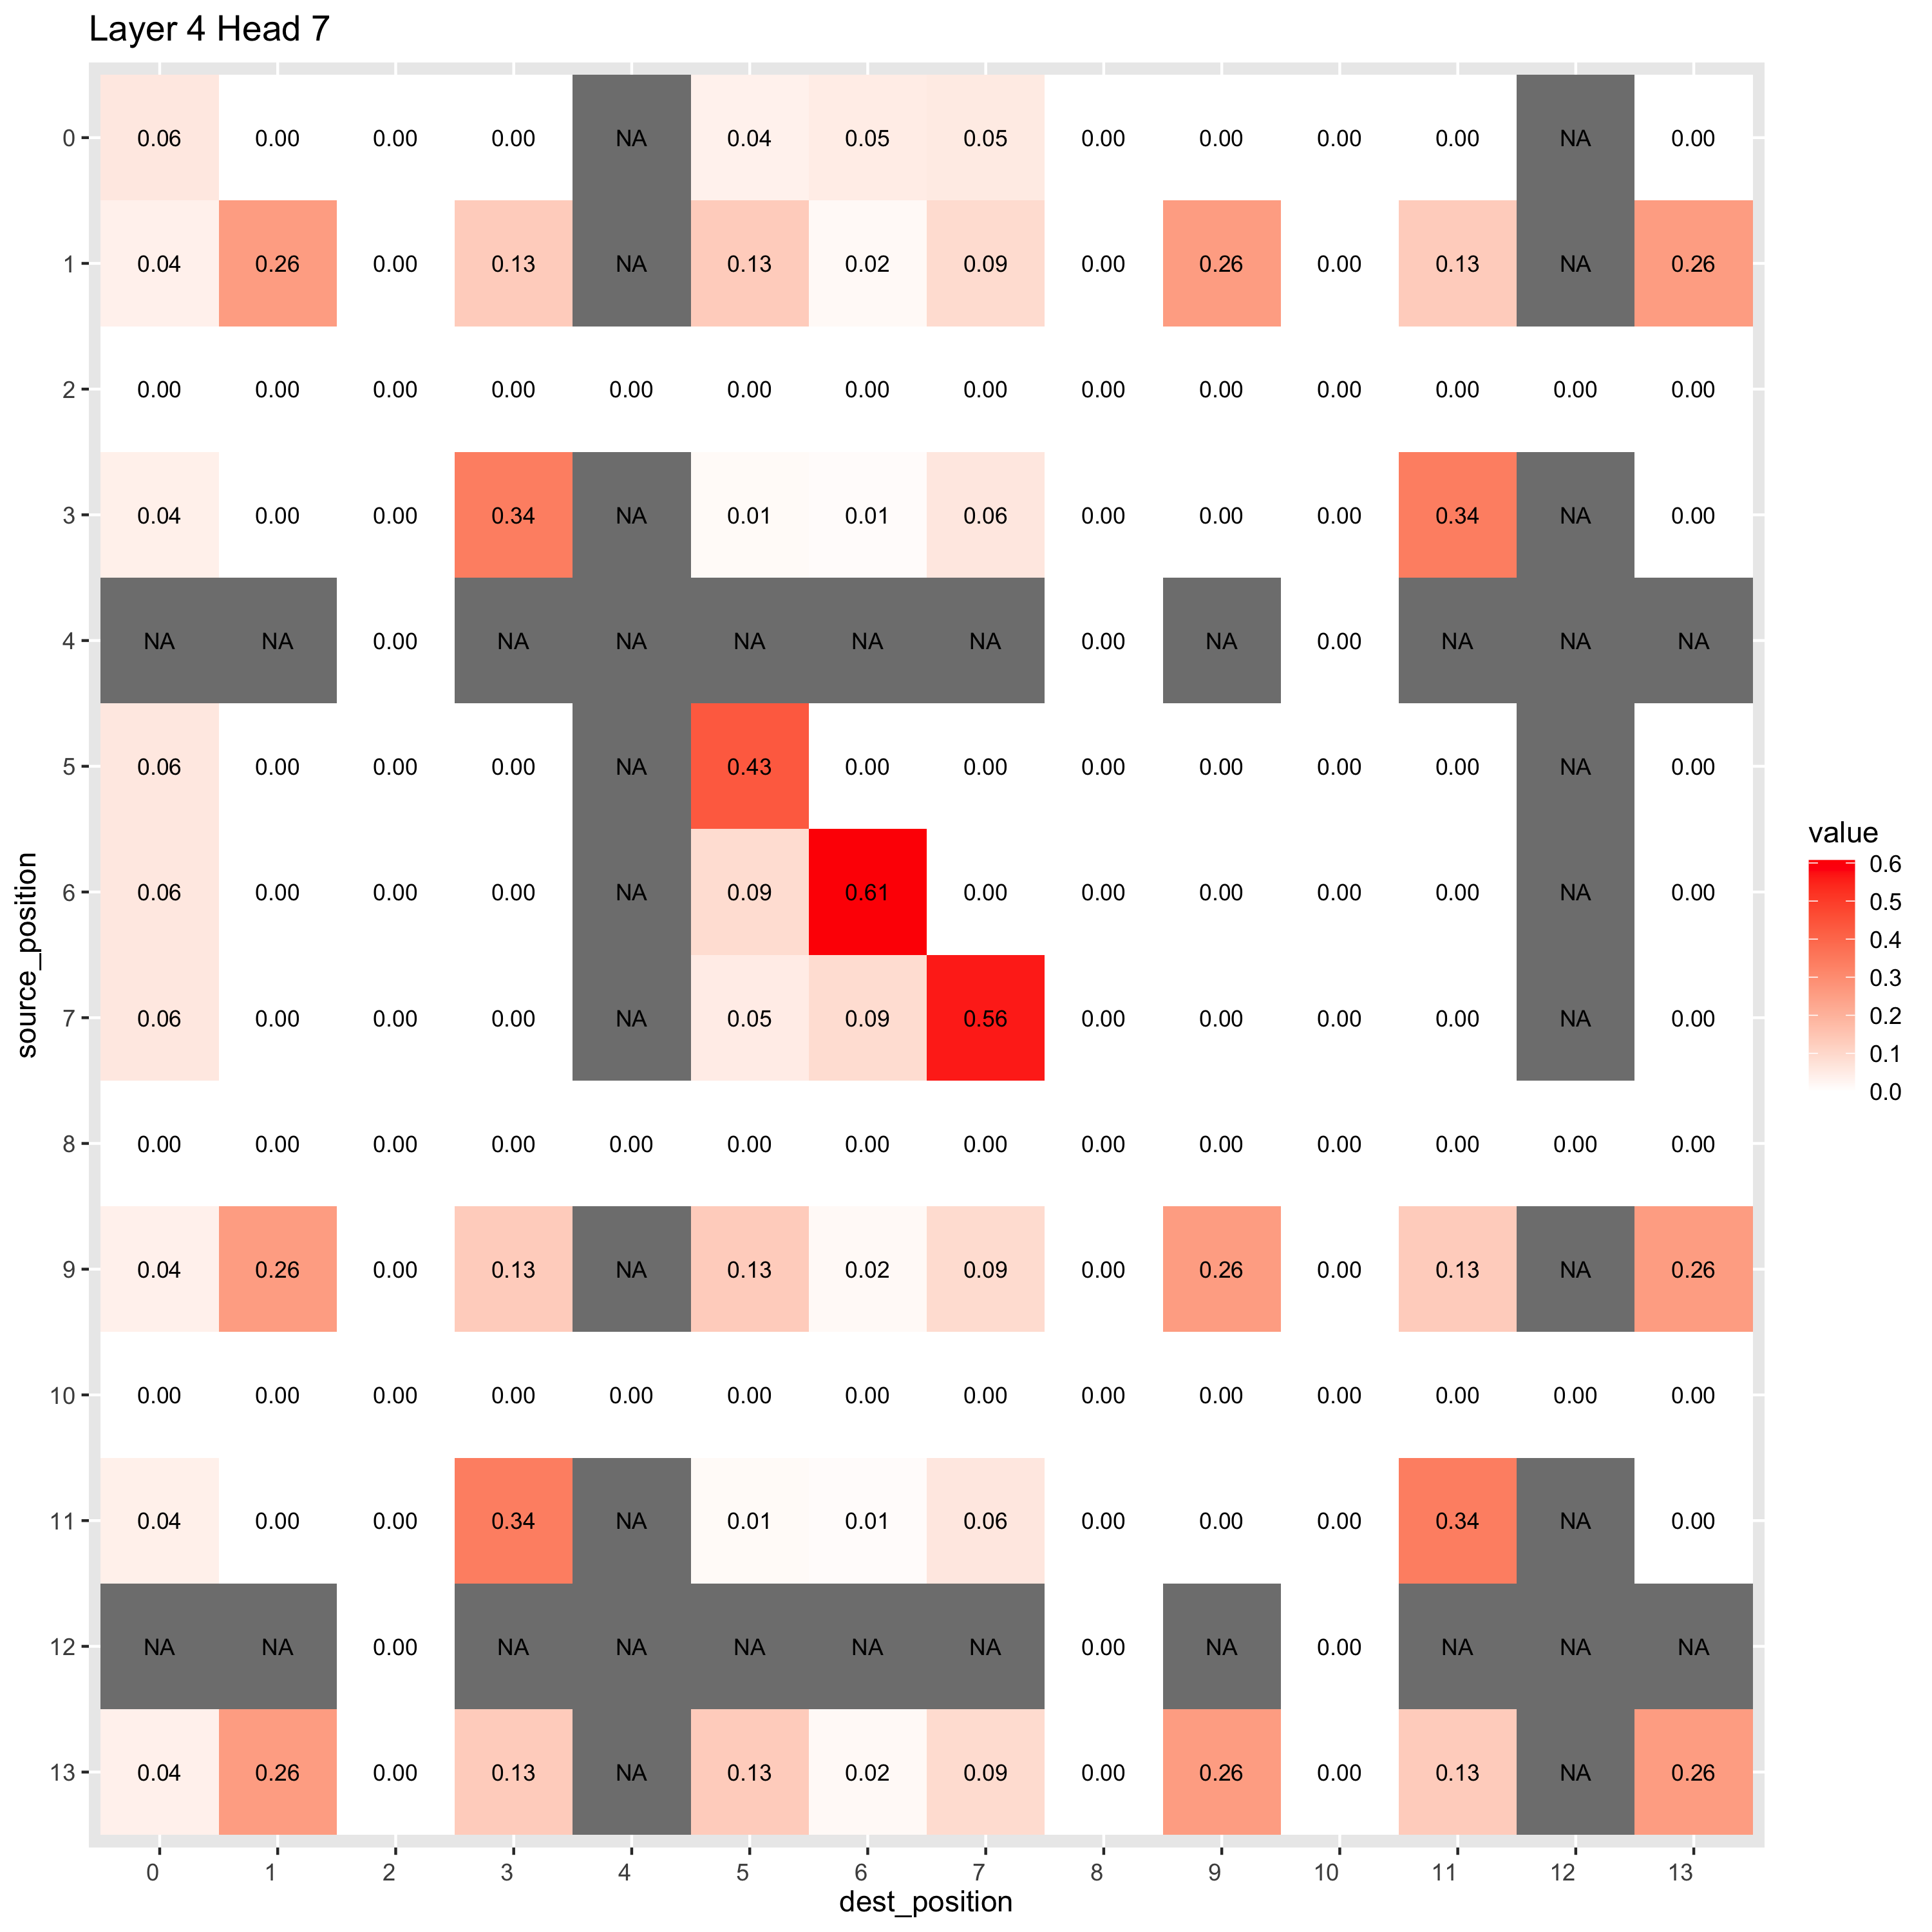 Layer 4 Head 7
0 0.06 0.00 0.00 0.00 NA 0.04 0.05 0.05 0.00 0.00 0.00 0.00 NA 0.00
1 0.04 0.26 0.00 0.13 NA 0.13 0.02 0.09 0.00 0.26 0.00 0.13 NA 0.26
2 0.00 0.00 0.00 0.00 0.00 0.00 0.00 0.00 0.00 0.00 0.00 0.00 0.00 0.00
3 0.04 0.00 0.00 0.34 NA 0.01 0.01 0.06 0.00 0.00 0.00 0.34 NA 0.00
4 NA NA 0.00 NA NA NA NA NA 0.00 NA 0.00 NA NA NA
5 0.06 0.00 0.00 0.00 NA 0.43 0.00 0.00 0.00 0.00 0.00 0.00 NA 0.00
6 0.06 0.00 0.00 0.00 NA 0.09 0.61 0.00 0.00 0.00 0.00 0.00 NA 0.00
7 0.06 0.00 0.00 0.00 NA 0.05 0.09 0.56 0.00 0.00 0.00 0.00 NA 0.00
8 0.00 0.00 0.00 0.00 0.00 0.00 0.00 0.00 0.00 0.00 0.00 0.00 0.00 0.00
9 0.04 0.26 0.00 0.13 NA 0.13 0.02 0.09 0.00 0.26 0.00 0.13 NA 0.26
10 0.00 0.00 0.00 0.00 0.00 0.00 0.00 0.00 0.00 0.00 0.00 0.00 0.00 0.00
11 0.04 0.00 0.00 0.34 NA 0.01 0.01 0.06 0.00 0.00 0.00 0.34 NA 0.00
12 NA NA 0.00 NA NA NA NA NA 0.00 NA 0.00 NA NA NA
13 0.04 0.26 0.00 0.13 NA 0.13 0.02 0.09 0.00 0.26 0.00 0.13 NA 0.26
0 1 2 3 4 5 6 7 8 9 10 11 12 13
dest_position
source_position
value
0.6
0.5
0.4
0.3
0.2
0.1
0.0